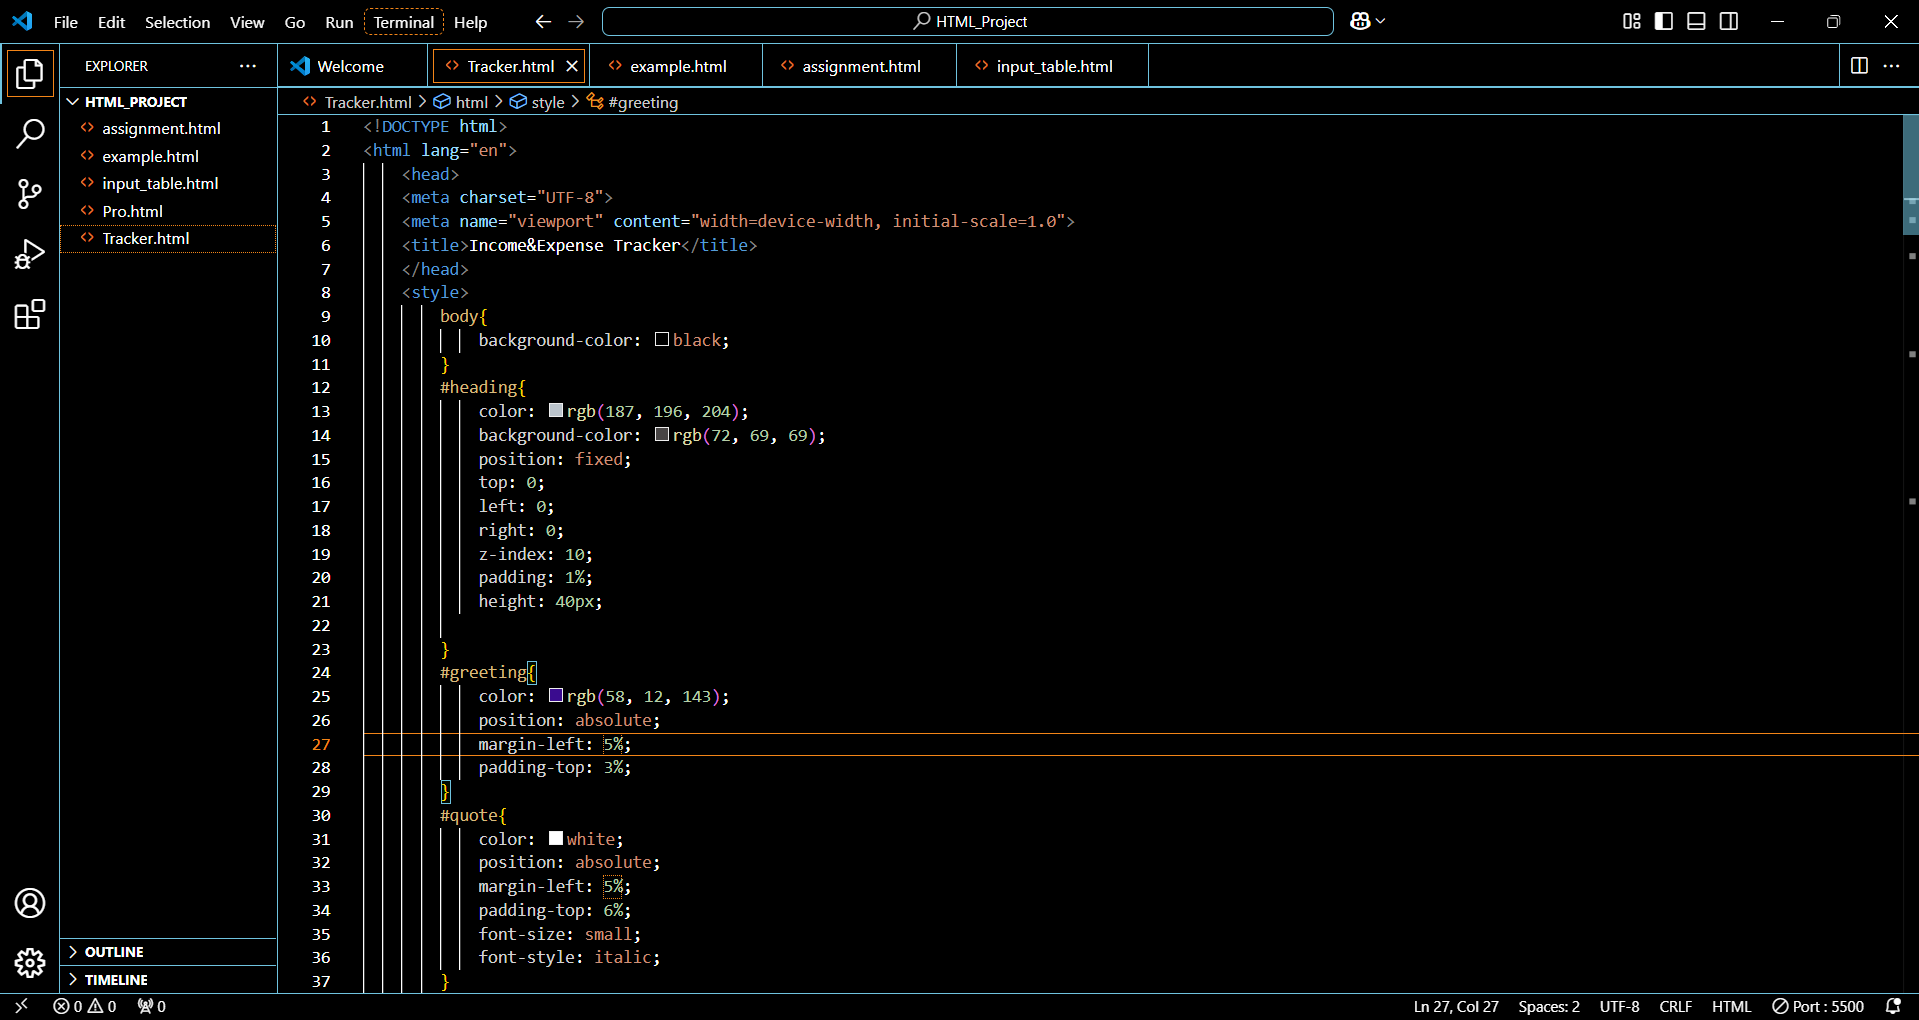 File Edit Selection View Go Run Terminal Help HTML_Project
EXPLORER
Welcome Tracker.html example.html assignment.html input_table.html
HTML_PROJECT
assignment.html
example.html
input_table.html
Pro.html
Tracker.html
OUTLINE
TIMELINE
Tracker.html html style #greeting
1 <!DOCTYPE html>
2 <html lang="en">
3 <head>
4 <meta charset="UTF-8">
5 <meta name="viewport" content="width=device-width, initial-scale=1.0">
6 <title>Income&Expense Tracker</title>
7 </head>
8 <style>
9 body{
10 background-color: black;
11 }
12 #heading{
13 color: rgb(187, 196, 204);
14 background-color: rgb(72, 69, 69);
15 position: fixed;
16 top: 0;
17 left: 0;
18 right: 0;
19 z-index: 10;
20 padding: 1%;
21 height: 40px;
22
23 }
24 #greeting{
25 color: rgb(58, 12, 143);
26 position: absolute;
27 margin-left: 5%;
28 padding-top: 3%;
29 }
30 #quote{
31 color: white;
32 position: absolute;
33 margin-left: 5%;
34 padding-top: 6%;
35 font-size: small;
36 font-style: italic;
37 }
0 0 0 Ln 27, Col 27 Spaces: 2 UTF-8 CRLF HTML Port : 5500